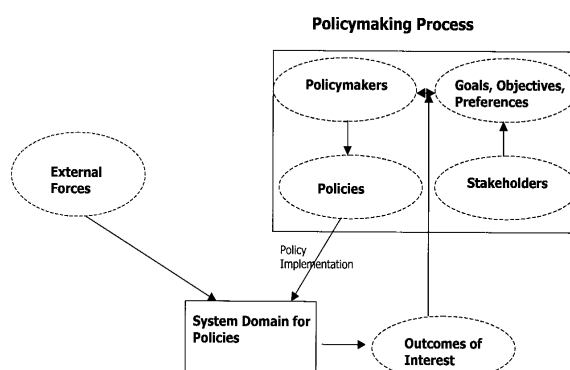 Policymaking Process
Policymakers
Goals, Objectives,
Preferences
External
Forces
Policies
Stakeholders
Policy
Implementation
System Domain for
Policies
Outcomes of
Interest